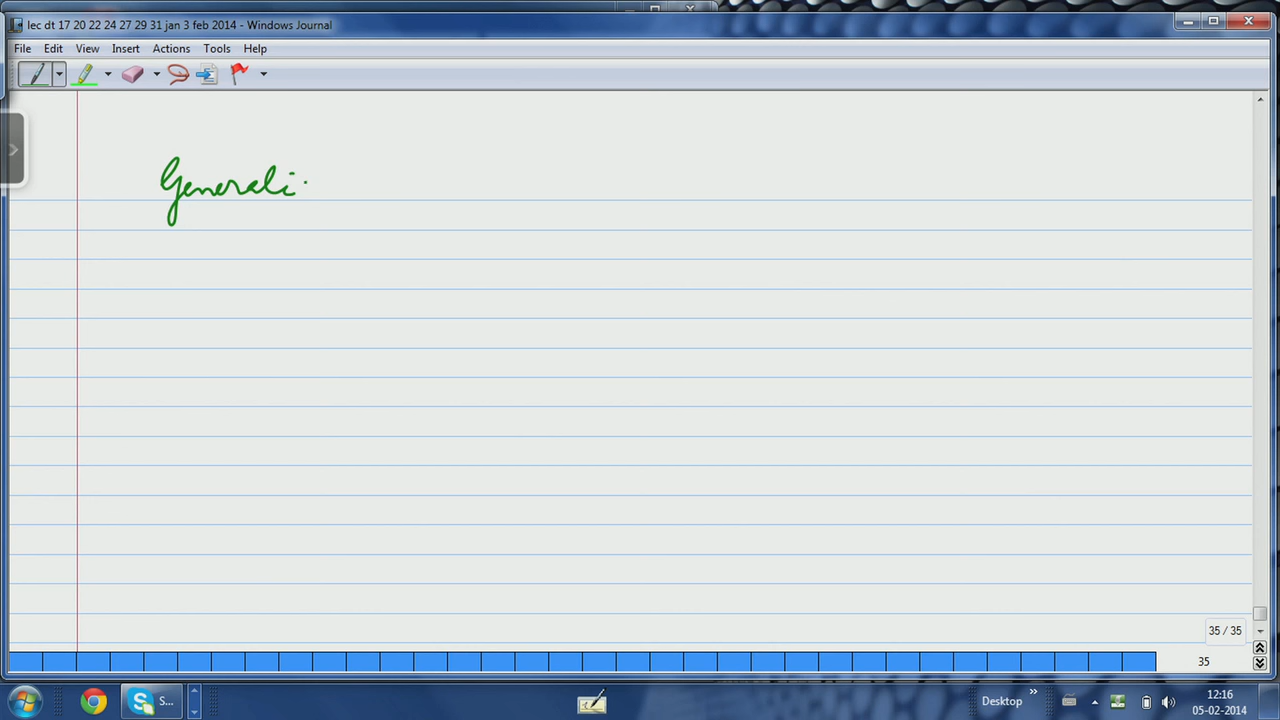 lec dt 17 20 22 24 27 29 31 jan 3 feb 2014 - Windows Journal
File Edit View Insert Actions Tools Help
Generali
35 / 35
35
S...
Desktop
12:16
05-02-2014